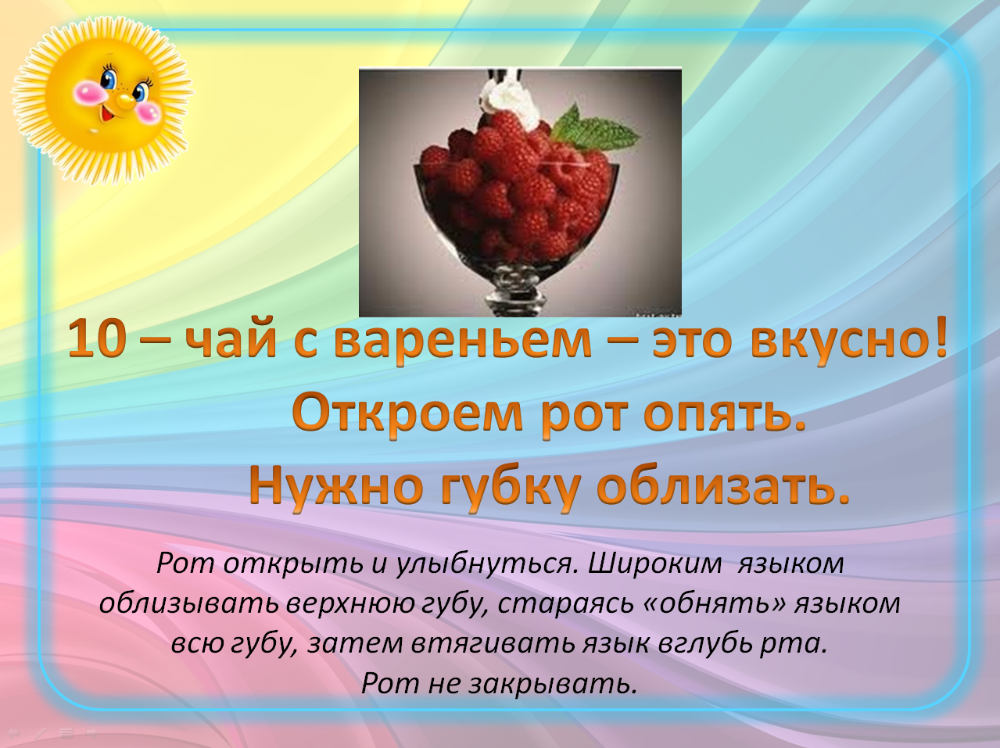 10 – чай с вареньем – это вкусно!
Откроем рот опять.
Нужно губку облизать.
Рот открыть и улыбнуться. Широким языком
облизывать верхнюю губу, стараясь «обнять» языком
всю губу, затем втягивать язык вглубь рта.
Рот не закрывать.